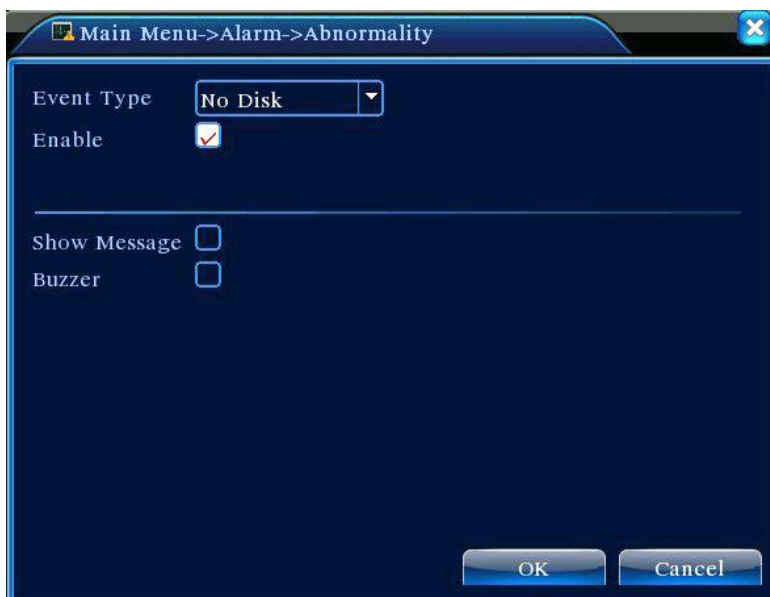 Main Menu->Alarm->Abnormality
Event Type No Disk
Enable
Show Message
Buzzer
OK Cancel